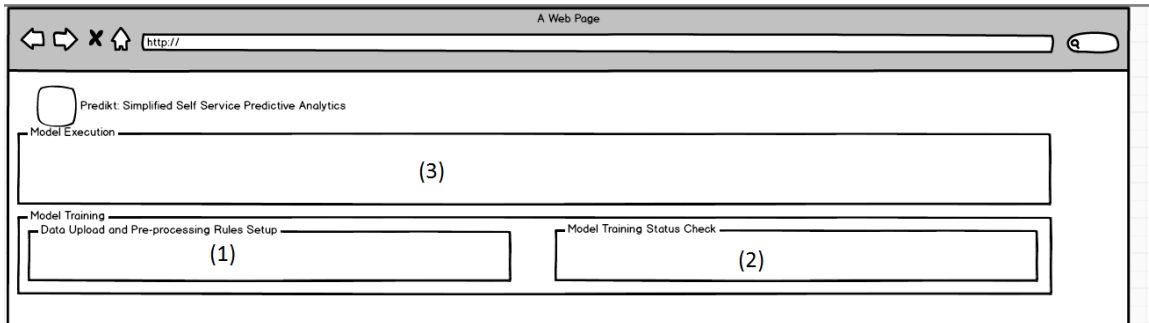 A Web Page
http://
Predikt: Simplified Self Service Predictive Analytics
Model Execution
(3)
Model Training
Data Upload and Pre-processing Rules Setup
(1)
Model Training Status Check
(2)